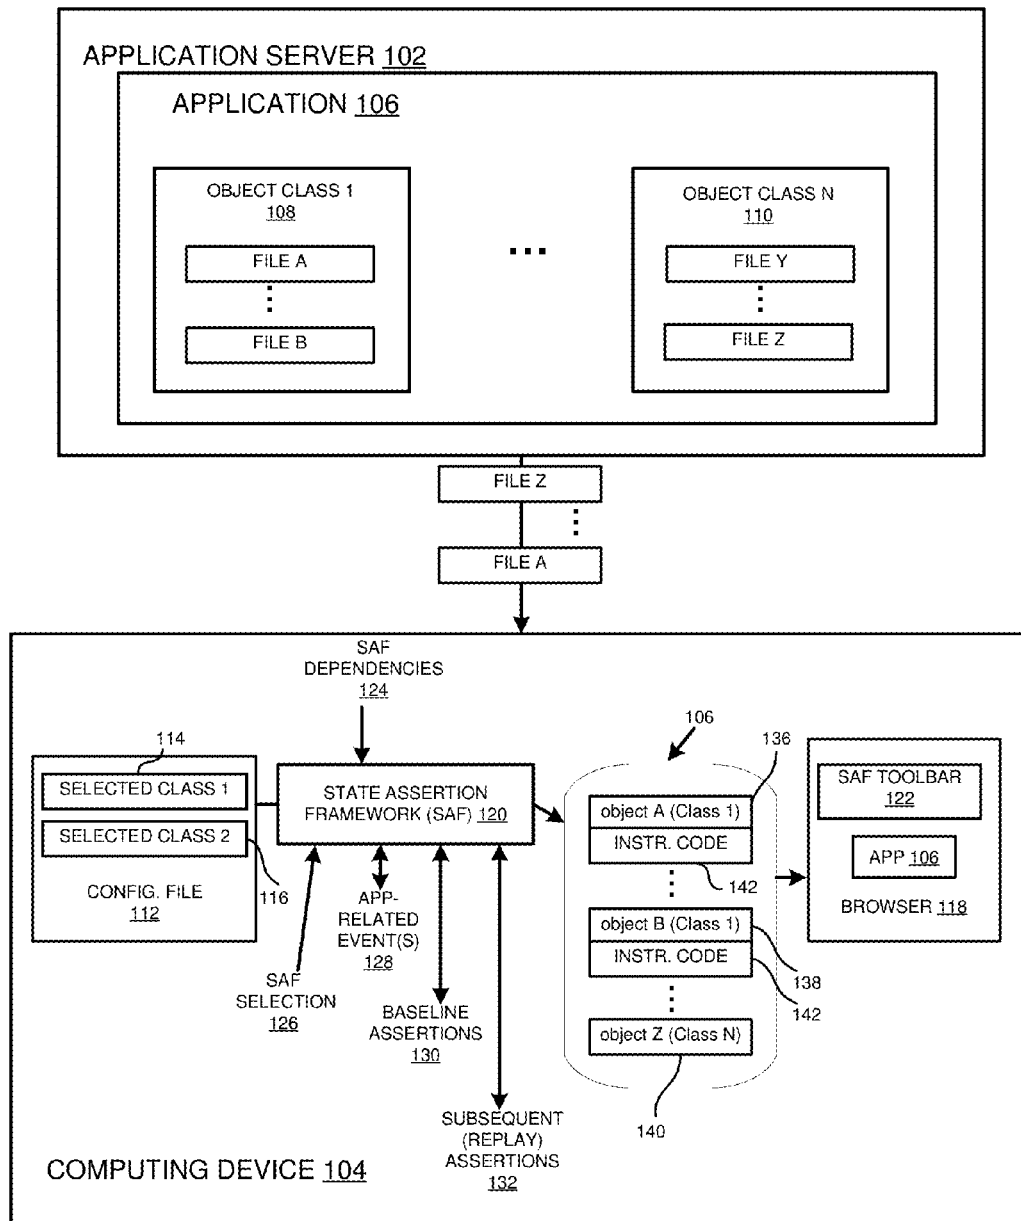 APPLICATION SERVER 102
APPLICATION 106
OBJECT CLASS 1
108
FILE A
FILE B
OBJECT CLASS N
110
FILE Y
FILE Z
FILE Z
FILE A
SAF
DEPENDENCIES
124
114
SELECTED CLASS 1
SELECTED CLASS 2
CONFIG. FILE
112
116
STATE ASSERTION
FRAMEWORK (SAF) 120
SAF
SELECTION
126
APP-
RELATED
EVENT(S)
128
BASELINE
ASSERTIONS
130
SUBSEQUENT
(REPLAY)
ASSERTIONS
132
106
136
object A (Class 1)
INSTR. CODE
142
object B (Class 1)
INSTR. CODE
138
142
object Z (Class N)
140
SAF TOOLBAR
122
APP 106
BROWSER 118
COMPUTING DEVICE 104